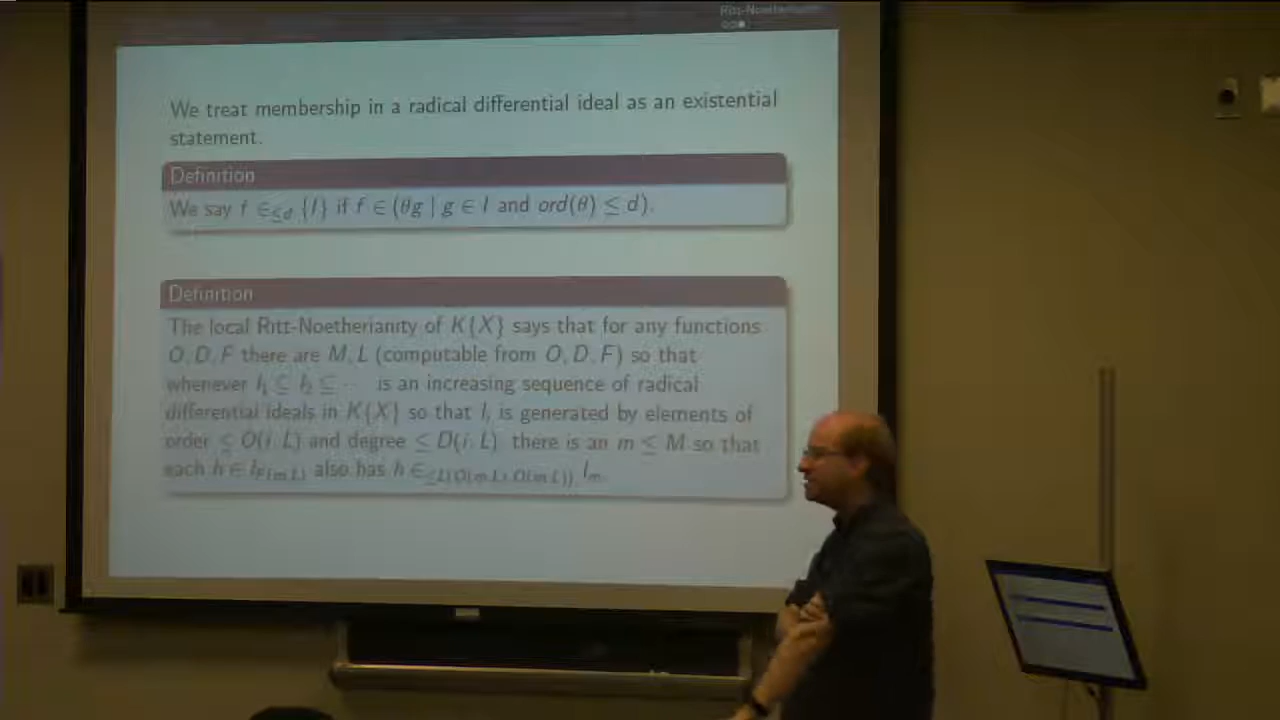 Ritt-Noetherianity
We treat membership in a radical differential ideal as an existential
statement.
Definition
We say f ∈≤d {I} if f ∈ (θg | g ∈ I and ord(θ) ≤ d).
Definition
The local Ritt-Noetherianity of K{X} says that for any functions
O, D, F there are M, L (computable from O, D, F) so that
whenever I₁ ⊆ I₂ ⊆ ··· is an increasing sequence of radical
differential ideals in K{X} so that Iᵢ is generated by elements of
order ≤ O(i, L) and degree ≤ D(i, L) there is an m ≤ M so that
each h ∈ I_F(m,L) also has h ∈≤L(O(m,L),D(m,L)) Iₘ.